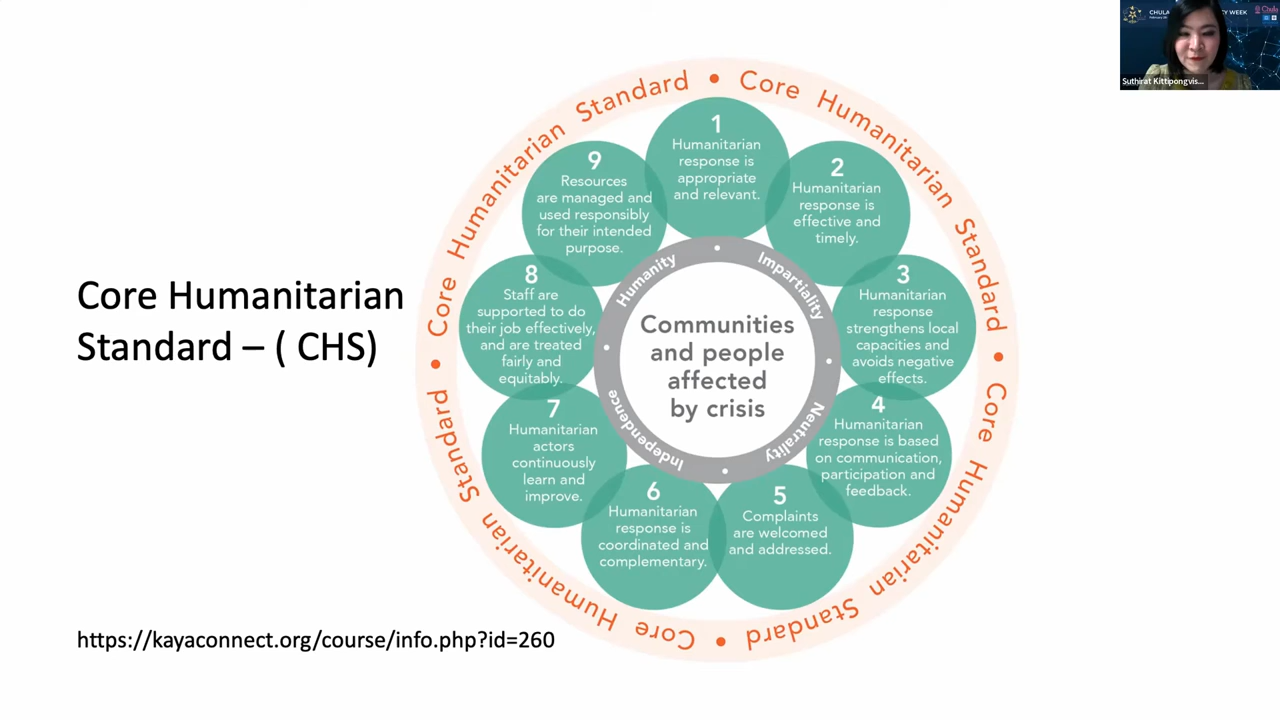 CHULA
Y WEEK
Chula
Suthirat Kittipongvis...
Core Humanitarian
Standard – ( CHS)
Core Humanitarian Standard • Core Humanitarian Standard • Core Humanitarian Standard • Core Humanitarian Standard •
1
Humanitarian
response is
appropriate
and relevant.
2
Humanitarian
response is
effective and
timely.
3
Humanitarian
response
strengthens local
capacities and
avoids negative
effects.
4
Humanitarian
response is based
on communication,
participation and
feedback.
5
Complaints
are welcomed
and addressed.
6
Humanitarian
response is
coordinated and
complementary.
7
Humanitarian
actors
continuously
learn and
improve.
8
Staff are
supported to do
their job effectively,
and are treated
fairly and
equitably.
9
Resources
are managed and
used responsibly
for their intended
purpose.
Humanity • Impartiality • Neutrality • Independence •
Communities
and people
affected
by crisis
https://kayaconnect.org/course/info.php?id=260